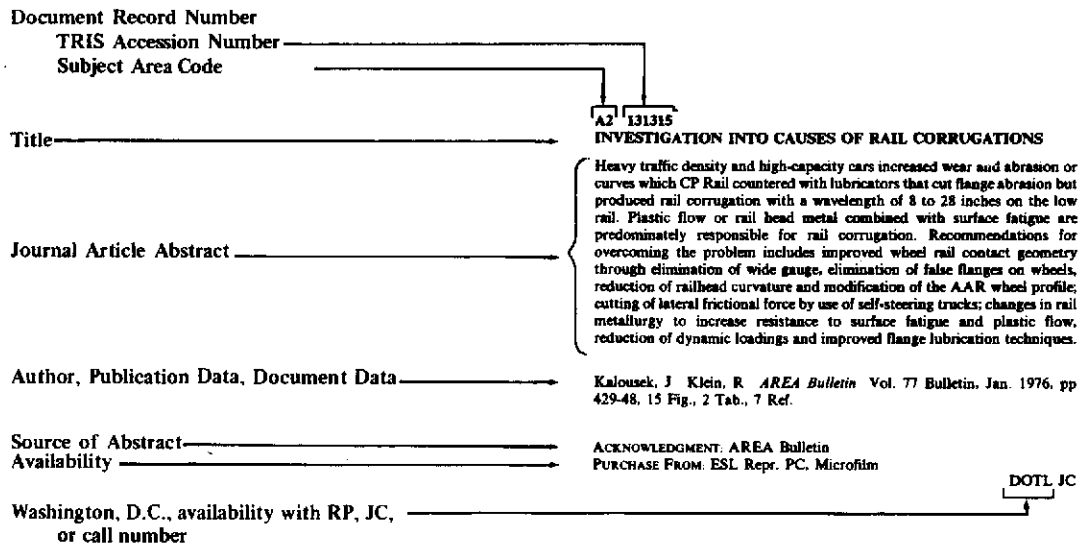 Document Record Number
TRIS Accession Number
Subject Area Code
A2 131315
Title
INVESTIGATION INTO CAUSES OF RAIL CORRUGATIONS
Heavy traffic density and high-capacity cars increased wear and abrasion or
curves which CP Rail countered with lubricators that cut flange abrasion but
produced rail corrugation with a wavelength of 8 to 28 inches on the low
rail. Plastic flow or rail head metal combined with surface fatigue are
predominately responsible for rail corrugation. Recommendations for
Journal Article Abstract
overcoming the problem includes improved wheel rail contact geometry
through elimination of wide gauge, elimination of false flanges on wheels,
reduction of railhead curvature and modification of the AAR wheel profile;
cutting of lateral frictional force by use of self-steering trucks; changes in rail
metallurgy to increase resistance to surface fatigue and plastic flow,
reduction of dynamic loadings and improved flange lubrication techniques.
Author, Publication Data, Document Data
Kalousek, J Klein, R AREA Bulletin Vol. 77 Bulletin, Jan. 1976, pp
429-48, 15 Fig., 2 Tab., 7 Ref.
Source of Abstract
ACKNOWLEDGMENT: AREA Bulletin
Availability
PURCHASE FROM: ESL Repr. PC, Microfilm
DOTL JC
Washington, D.C., availability with RP, JC,
or call number